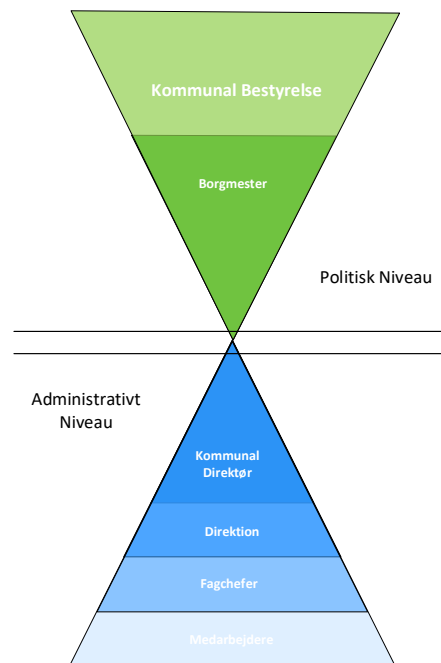 Kommunal Bestyrelse
Borgmester
Politisk Niveau
Administrativt
Niveau
Kommunal
Direktør
Direktion
Fagchefer
Medarbejdere